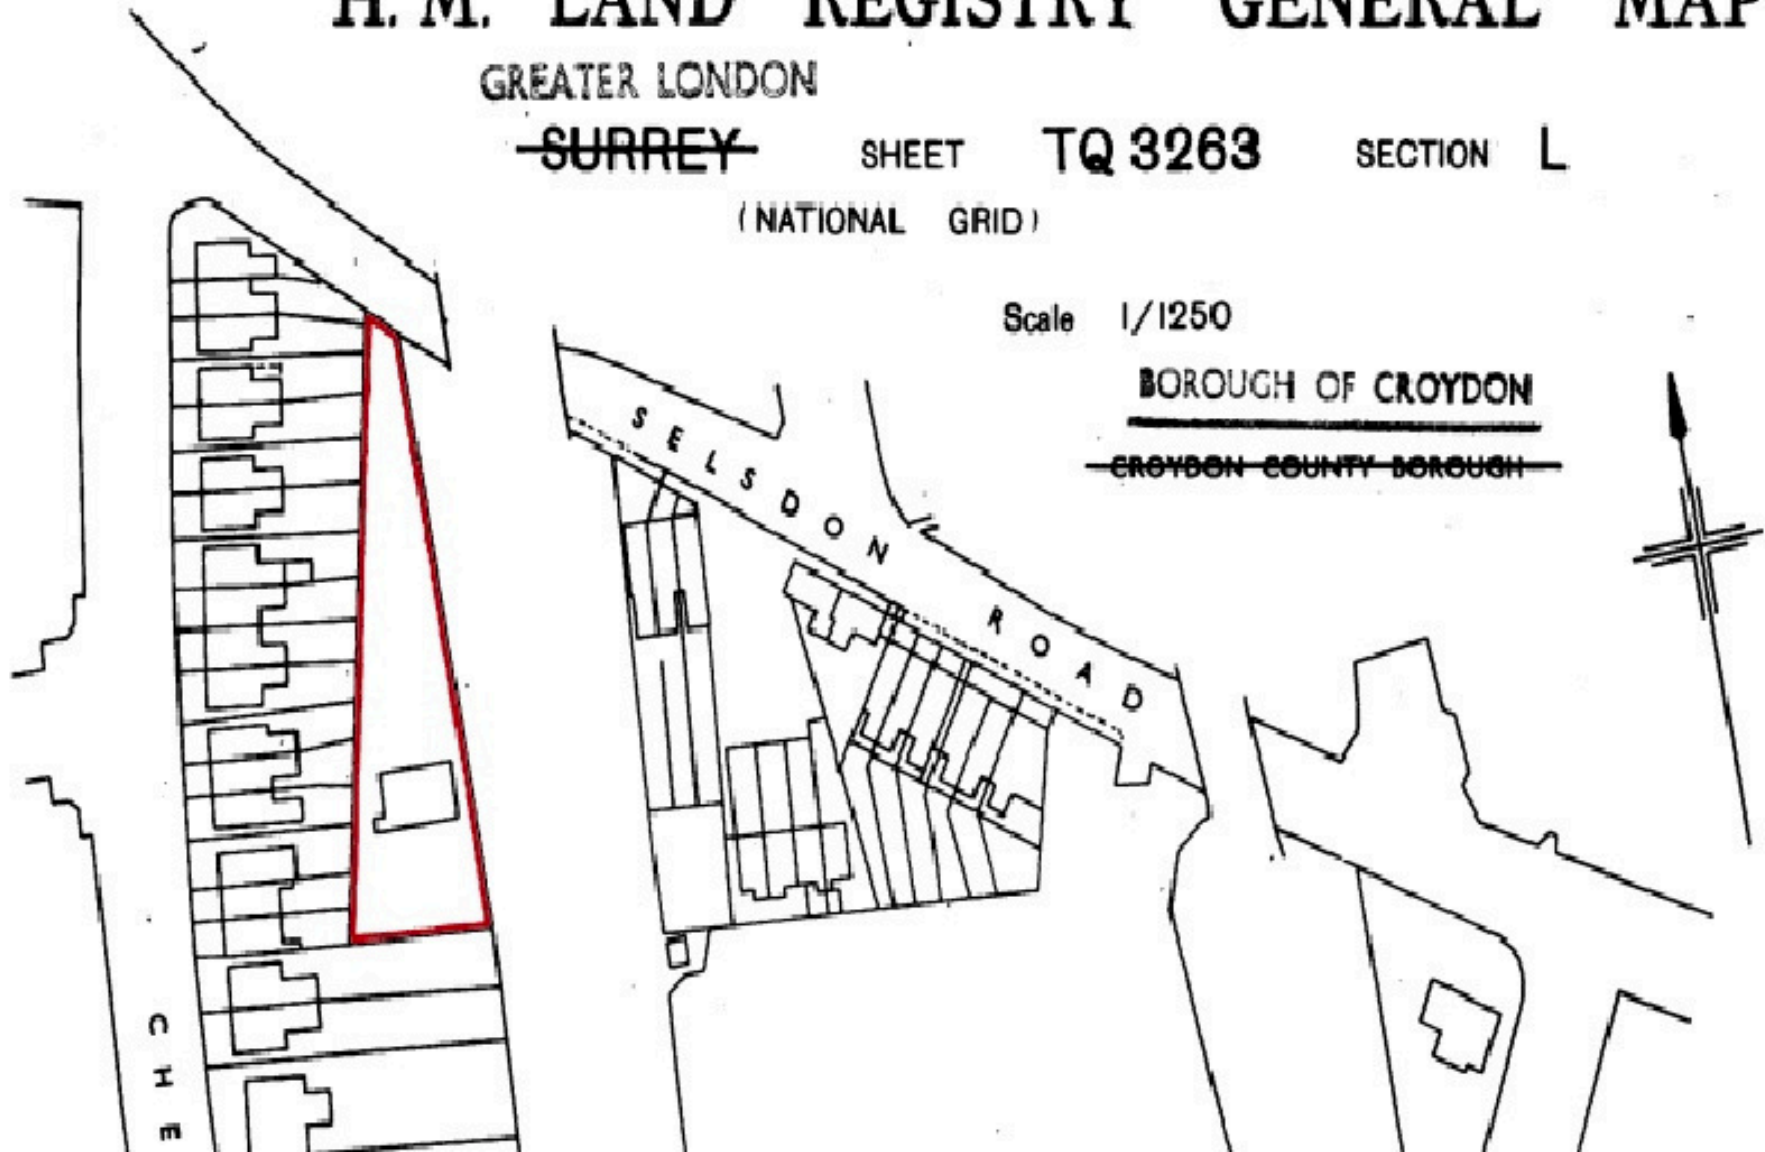 H. M. LAND REGISTRY GENERAL MAP
GREATER LONDON
SURREY SHEET TQ 3263 SECTION L
(NATIONAL GRID)
Scale 1/1250
BOROUGH OF CROYDON
CROYDON COUNTY BOROUGH
SELSDON ROAD
CHE